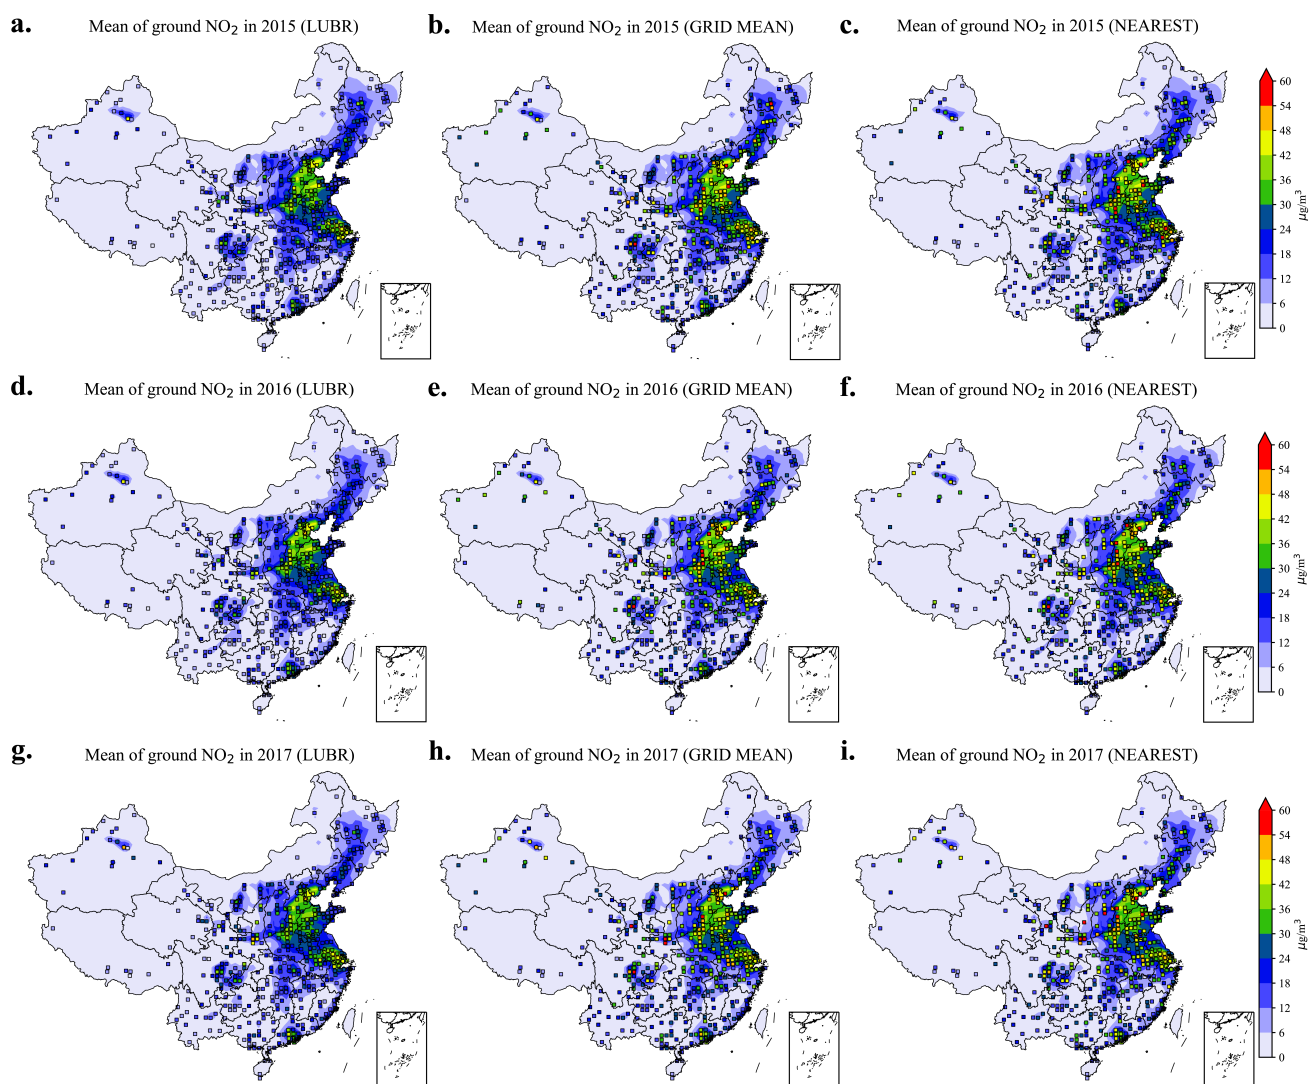 a. Mean of ground NO₂ in 2015 (LUBR)
b. Mean of ground NO₂ in 2015 (GRID MEAN)
c. Mean of ground NO₂ in 2015 (NEAREST)
60
54
48
42
36
30
24
18
12
6
0
μg/m³
d. Mean of ground NO₂ in 2016 (LUBR)
e. Mean of ground NO₂ in 2016 (GRID MEAN)
f. Mean of ground NO₂ in 2016 (NEAREST)
60
54
48
42
36
30
24
18
12
6
0
μg/m³
g. Mean of ground NO₂ in 2017 (LUBR)
h. Mean of ground NO₂ in 2017 (GRID MEAN)
i. Mean of ground NO₂ in 2017 (NEAREST)
60
54
48
42
36
30
24
18
12
6
0
μg/m³